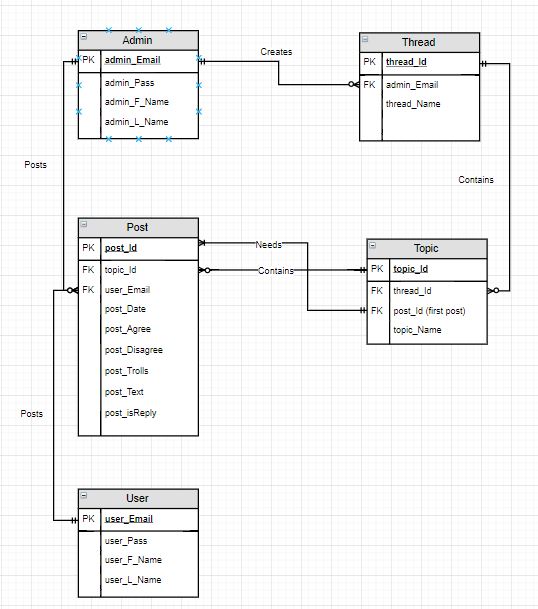 Admin
PK admin_Email
admin_Pass
admin_F_Name
admin_L_Name
Creates
Thread
PK thread_Id
FK admin_Email
thread_Name
Posts
Contains
Post
PK post_Id
FK topic_Id
FK user_Email
post_Date
post_Agree
post_Disagree
post_Trolls
post_Text
post_isReply
Needs
Contains
Topic
PK topic_Id
FK thread_Id
FK post_Id (first post)
topic_Name
Posts
User
PK user_Email
user_Pass
user_F_Name
user_L_Name